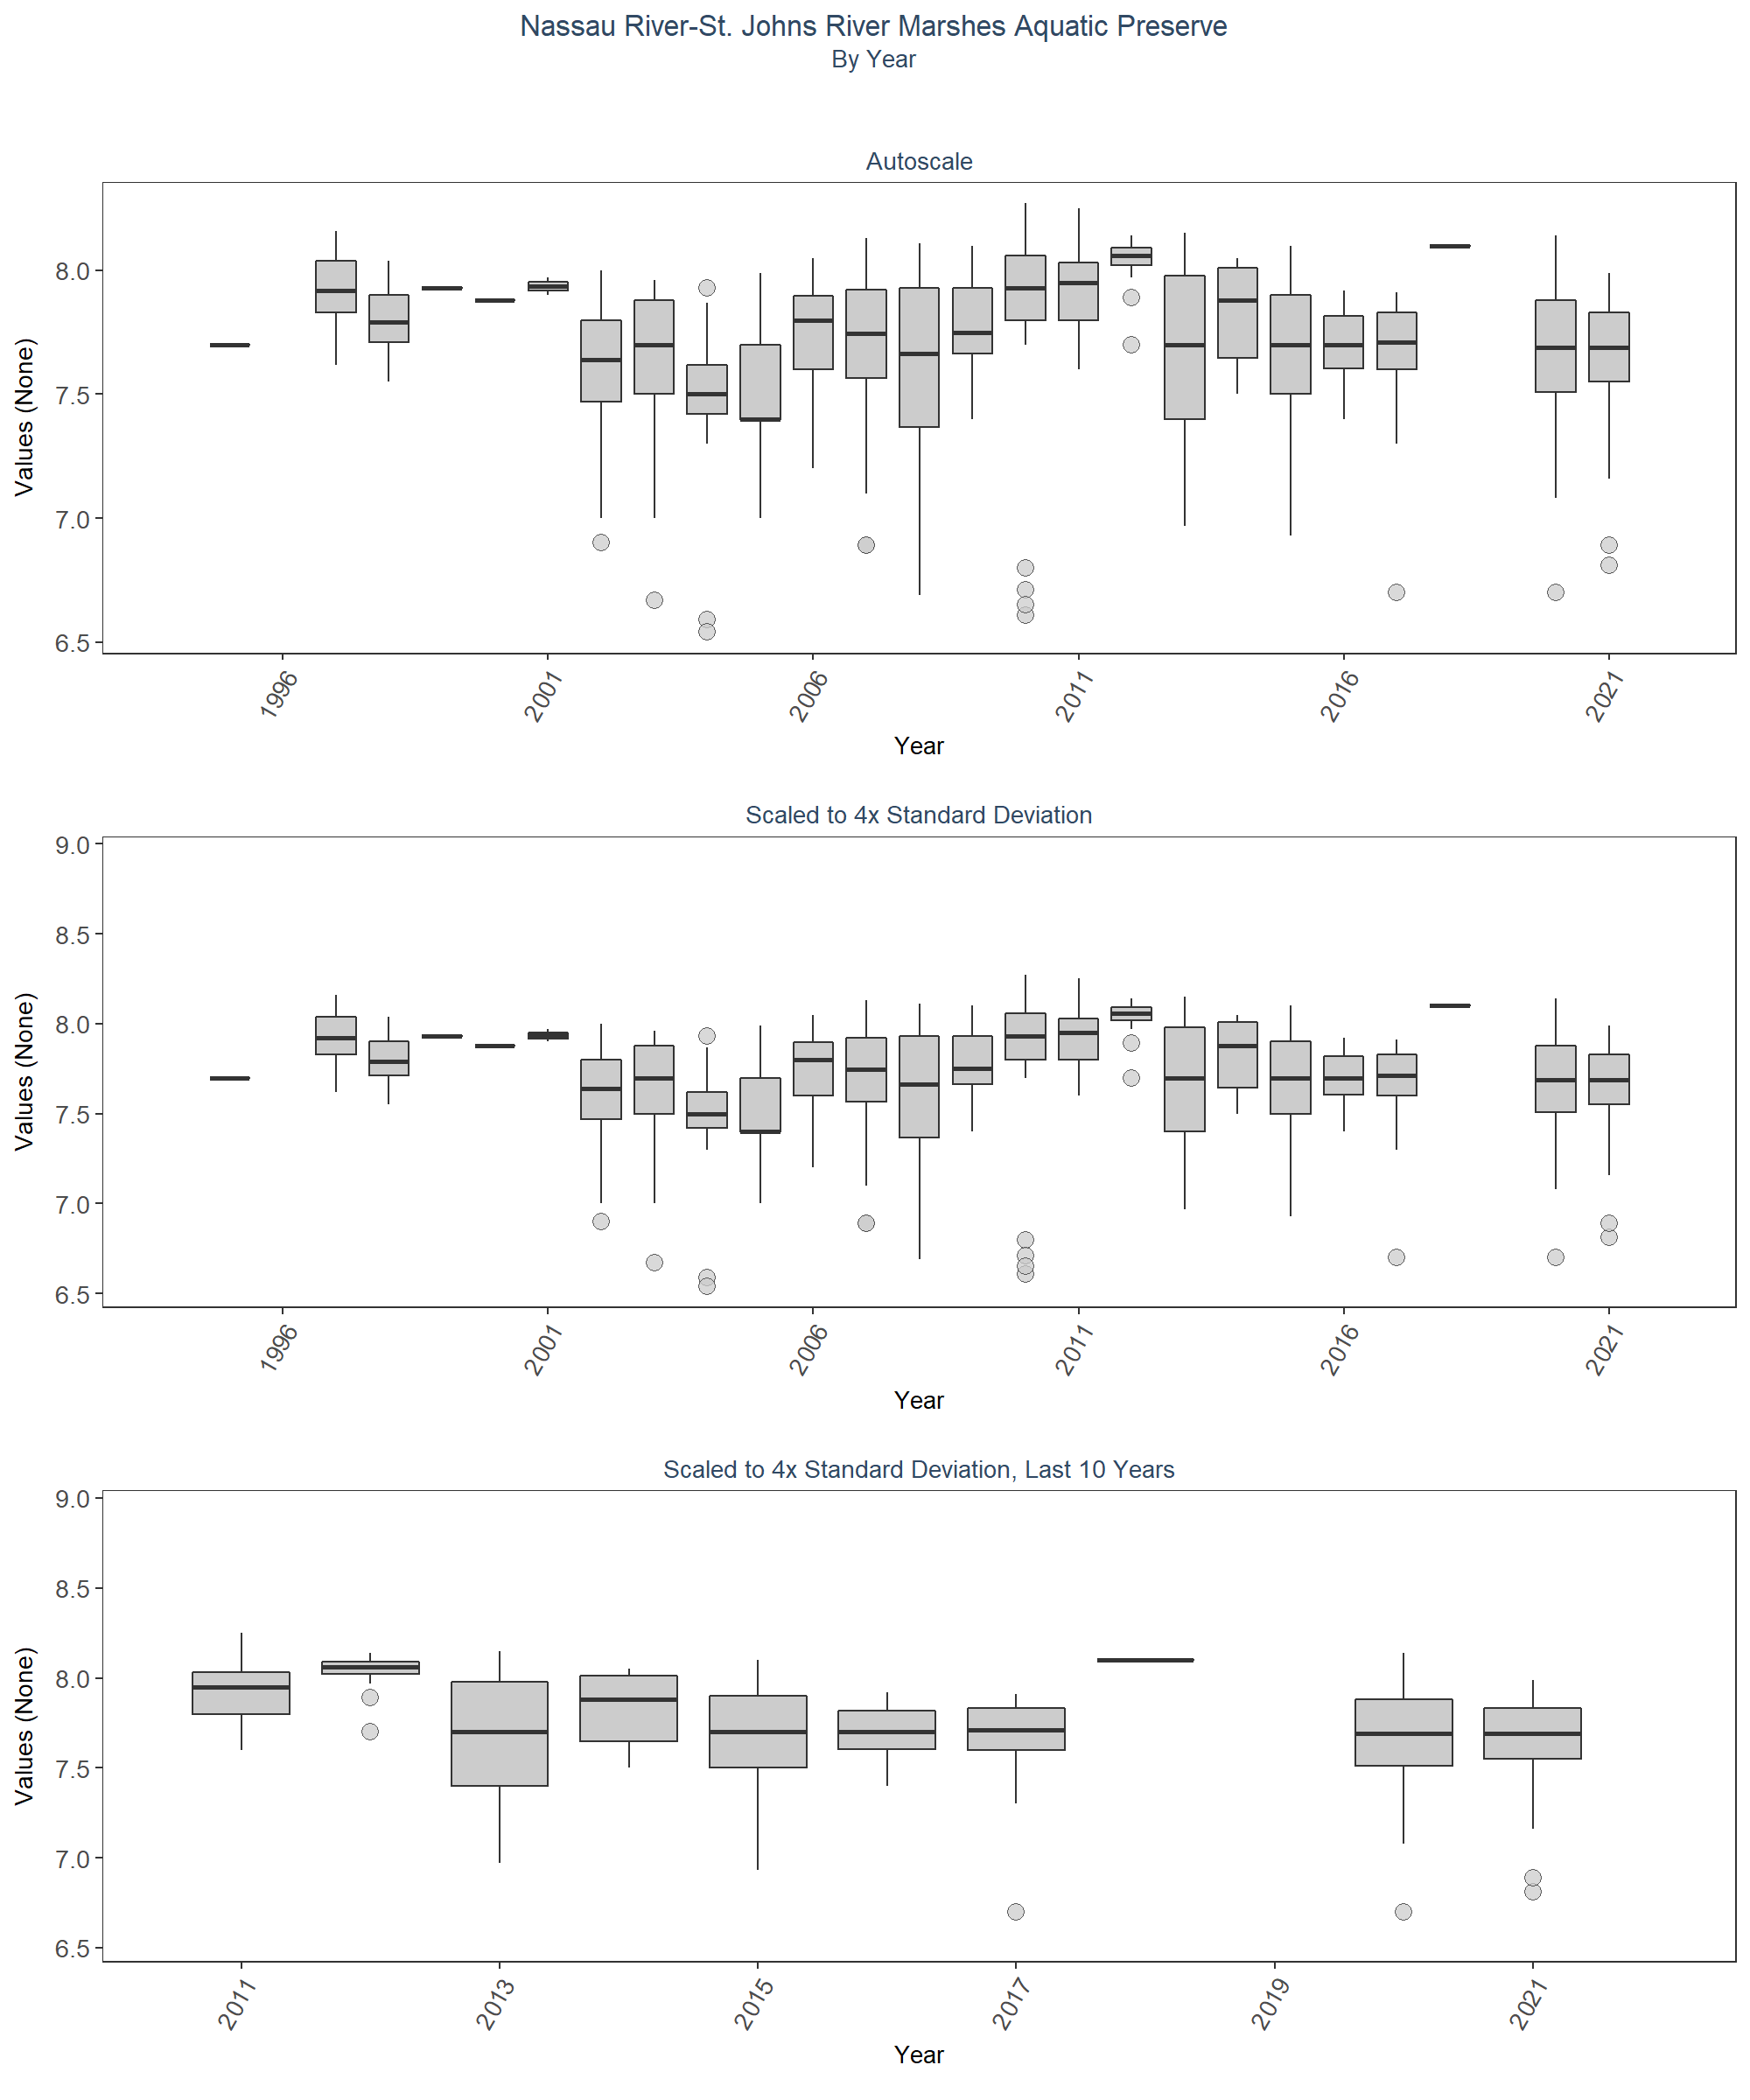 Nassau River-St. Johns River Marshes Aquatic Preserve
By Year
Autoscale
Values (None)
8.0
7.5
7.0
6.5
1996 2001 2006 2011 2016 2021
Year
Scaled to 4x Standard Deviation
Values (None)
9.0
8.5
8.0
7.5
7.0
6.5
1996 2001 2006 2011 2016 2021
Year
Scaled to 4x Standard Deviation, Last 10 Years
Values (None)
9.0
8.5
8.0
7.5
7.0
6.5
2011 2013 2015 2017 2019 2021
Year